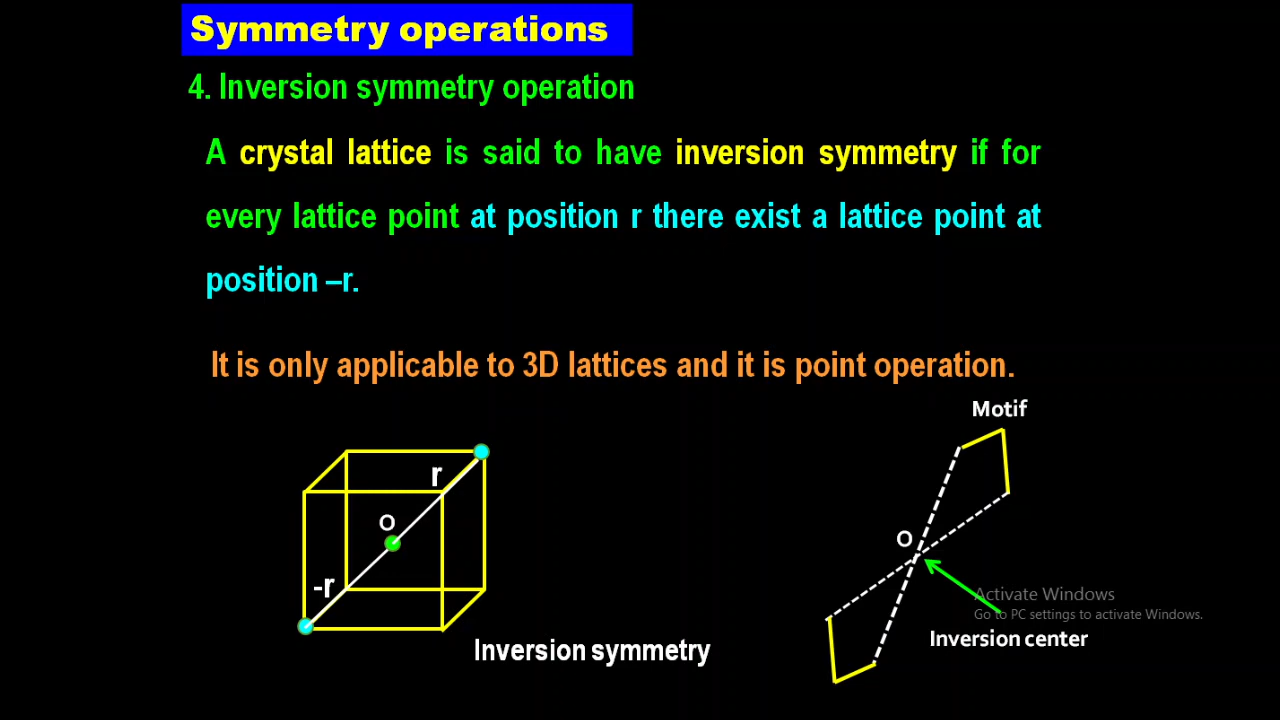 Symmetry operations
4. Inversion symmetry operation
A crystal lattice is said to have inversion symmetry if for
every lattice point at position r there exist a lattice point at
position –r.
It is only applicable to 3D lattices and it is point operation.
Motif
r
O
O
-r
Activate Windows
Go to PC settings to activate Windows.
Inversion center
Inversion symmetry